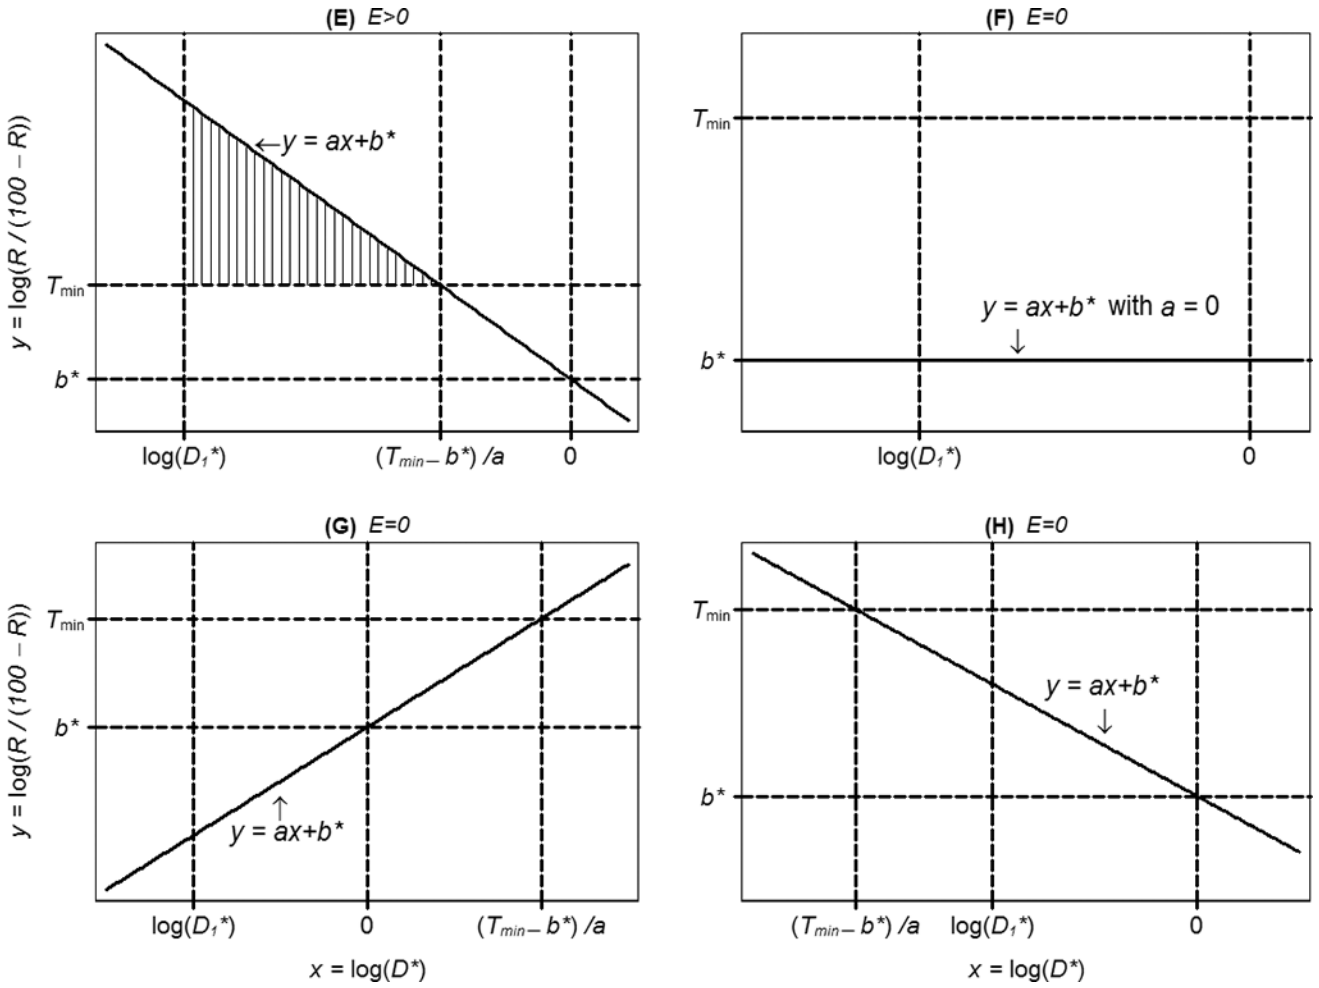 (E) E>0
y = log(R / (100 – R))
←y = ax+b*
Tmin
b*
log(D1*)
(Tmin – b*) /a
0
(F) E=0
Tmin
y = ax+b* with a = 0
↓
b*
log(D1*)
0
(G) E=0
y = log(R / (100 – R))
Tmin
b*
↑
y = ax+b*
log(D1*)
0
(Tmin – b*) /a
x = log(D*)
(H) E=0
Tmin
y = ax+b*
↓
b*
(Tmin – b*) /a
log(D1*)
0
x = log(D*)